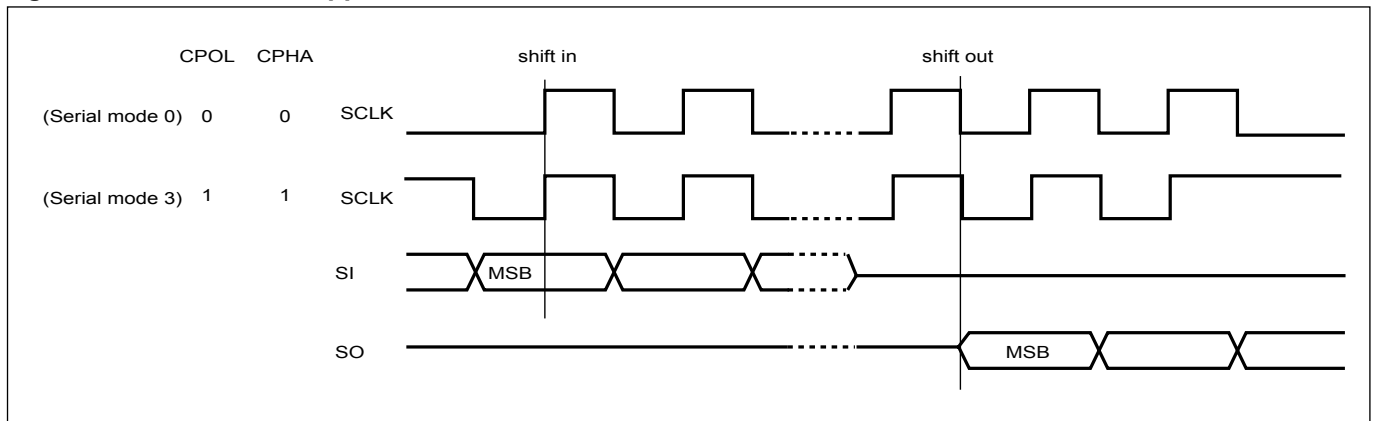 CPOL CPHA shift in shift out
(Serial mode 0) 0 0 SCLK
(Serial mode 3) 1 1 SCLK
SI MSB
SO MSB